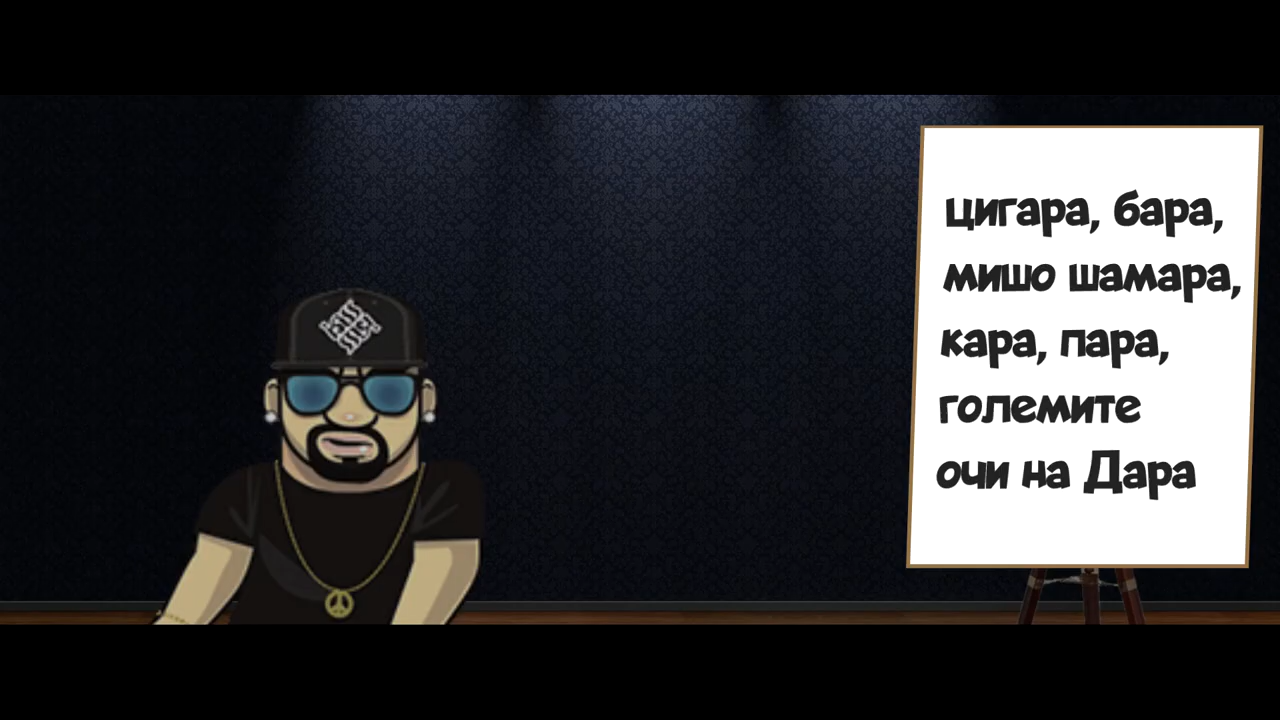 цигара, бара,
мишо шамара,
кара, пара,
големите
очи на Дара